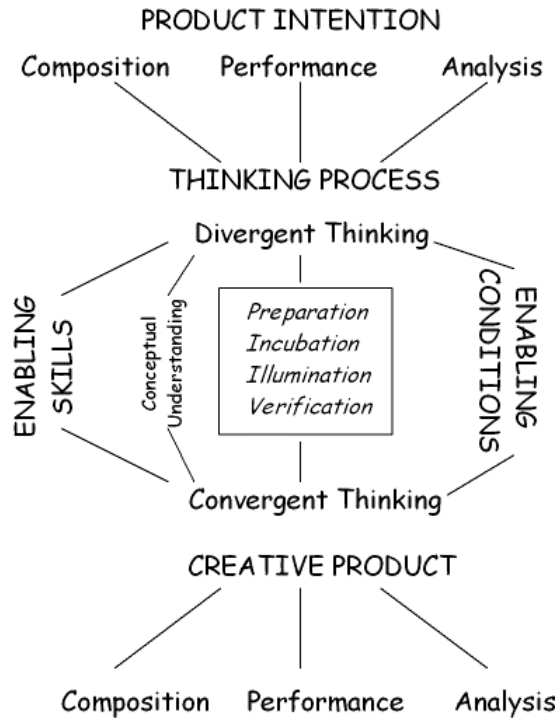 PRODUCT INTENTION
Composition Performance Analysis
THINKING PROCESS
Divergent Thinking
ENABLING
SKILLS
Conceptual
Understanding
Preparation
Incubation
Illumination
Verification
ENABLING
CONDITIONS
Convergent Thinking
CREATIVE PRODUCT
Composition Performance Analysis